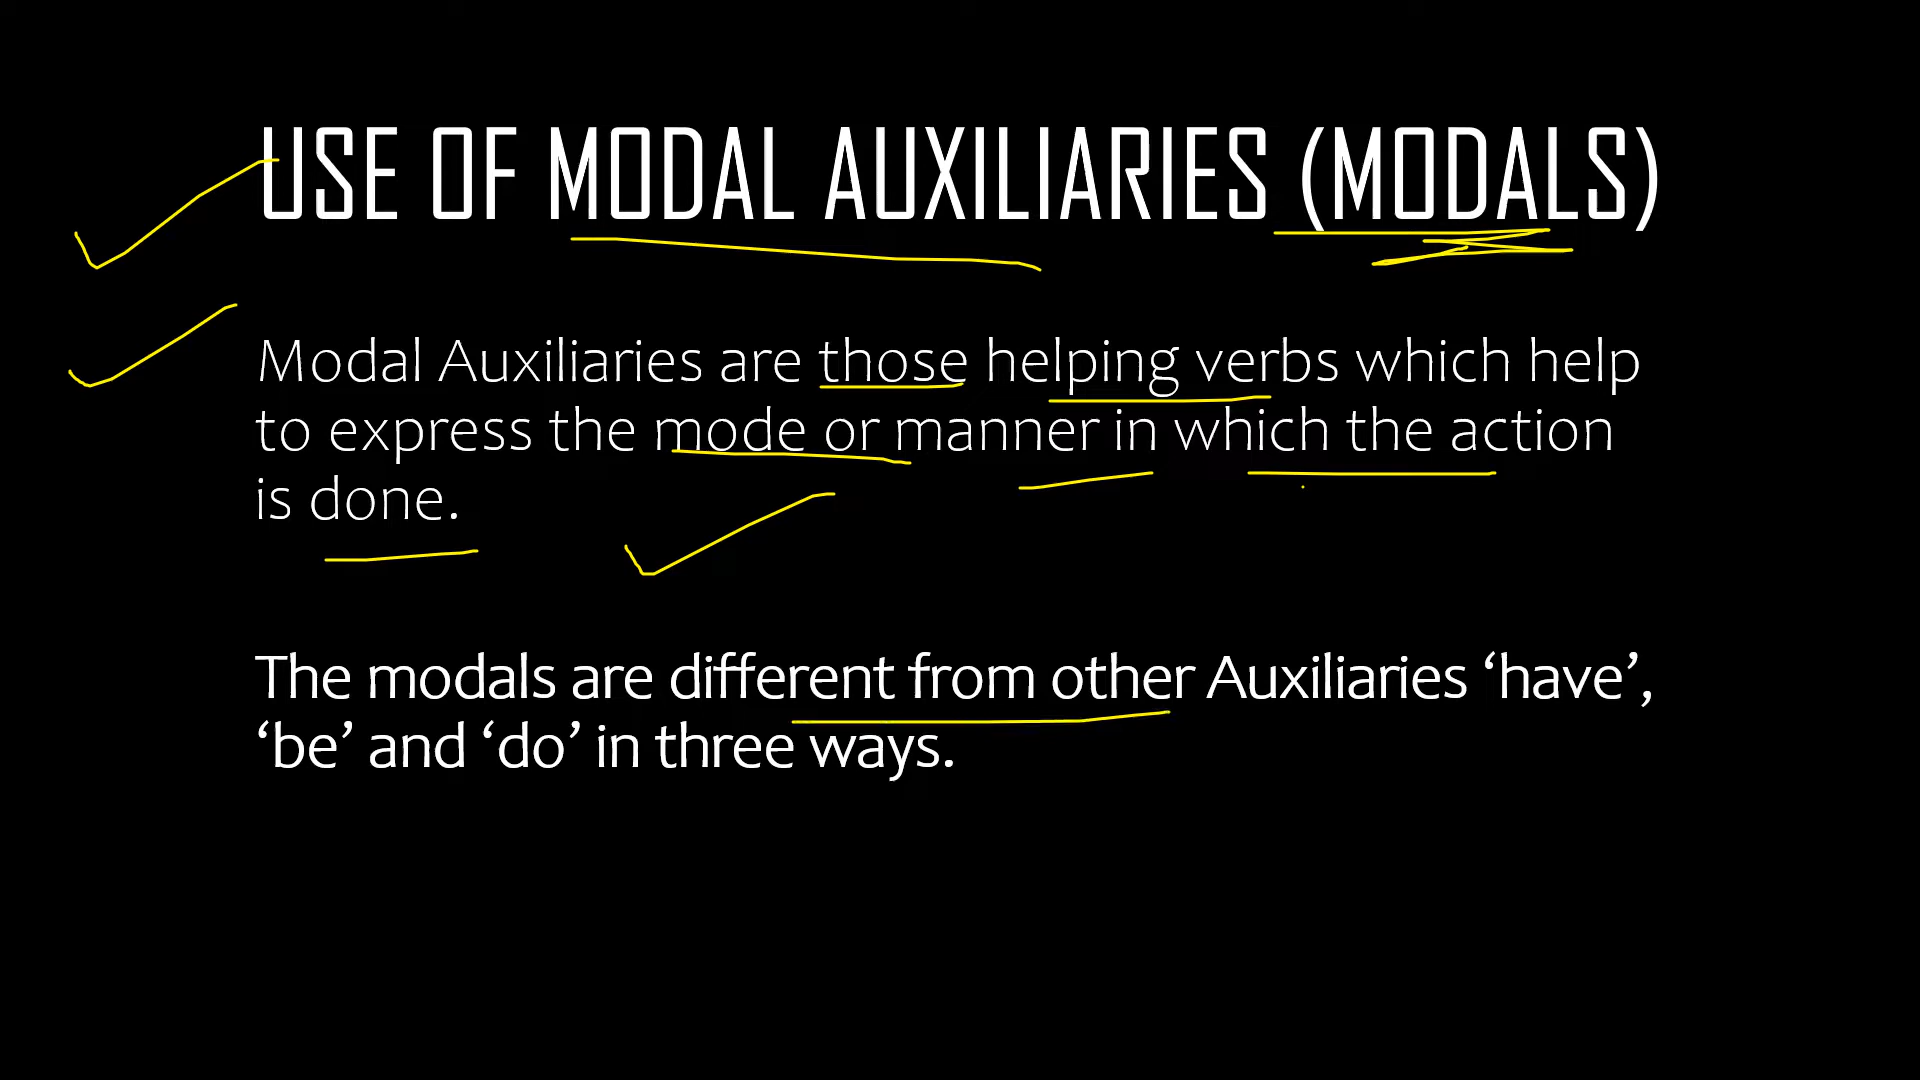 USE OF MODAL AUXILIARIES (MODALS)
Modal Auxiliaries are those helping verbs which help
to express the mode or manner in which the action
is done.
The modals are different from other Auxiliaries ‘have’,
‘be’ and ‘do’ in three ways.